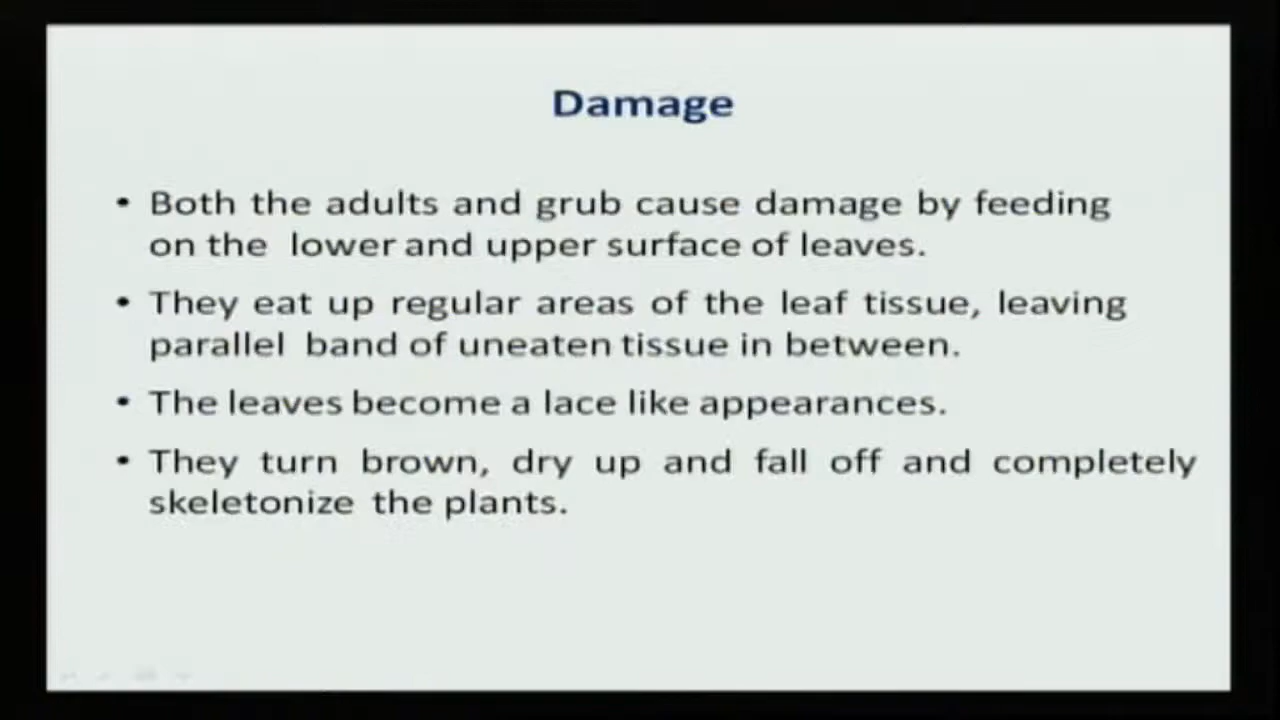 Damage
• Both the adults and grub cause damage by feeding
on the lower and upper surface of leaves.
• They eat up regular areas of the leaf tissue, leaving
parallel band of uneaten tissue in between.
• The leaves become a lace like appearances.
• They turn brown, dry up and fall off and completely
skeletonize the plants.